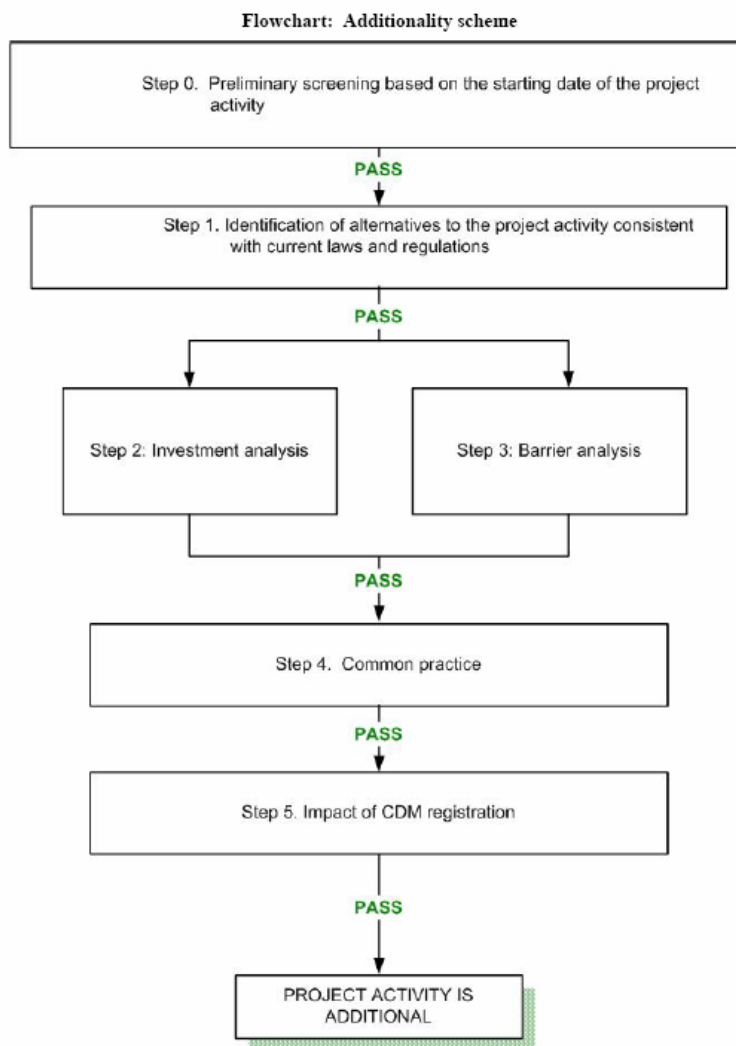 Flowchart: Additionality scheme
Step 0. Preliminary screening based on the starting date of the project
activity
PASS
Step 1. Identification of alternatives to the project activity consistent
with current laws and regulations
PASS
Step 2: Investment analysis
Step 3: Barrier analysis
PASS
Step 4. Common practice
PASS
Step 5. Impact of CDM registration
PASS
PROJECT ACTIVITY IS
ADDITIONAL